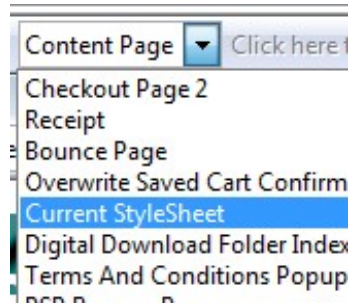 Content Page Click here
Checkout Page 2
Receipt
Bounce Page
Overwrite Saved Cart Confirm
Current StyleSheet
Digital Download Folder Index
Terms And Conditions Popup